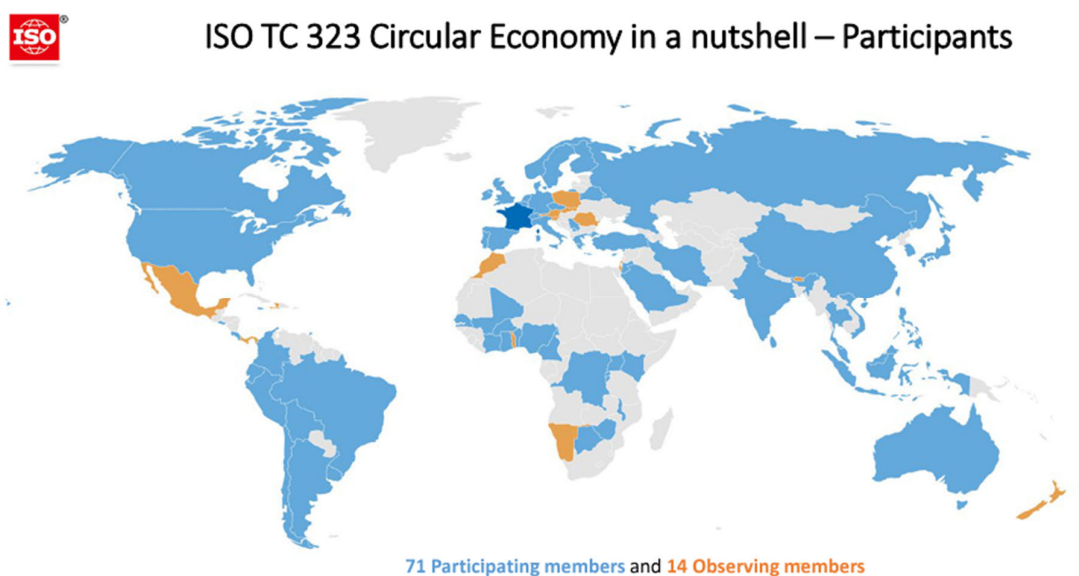 ISO®
ISO TC 323 Circular Economy in a nutshell – Participants
71 Participating members and 14 Observing members